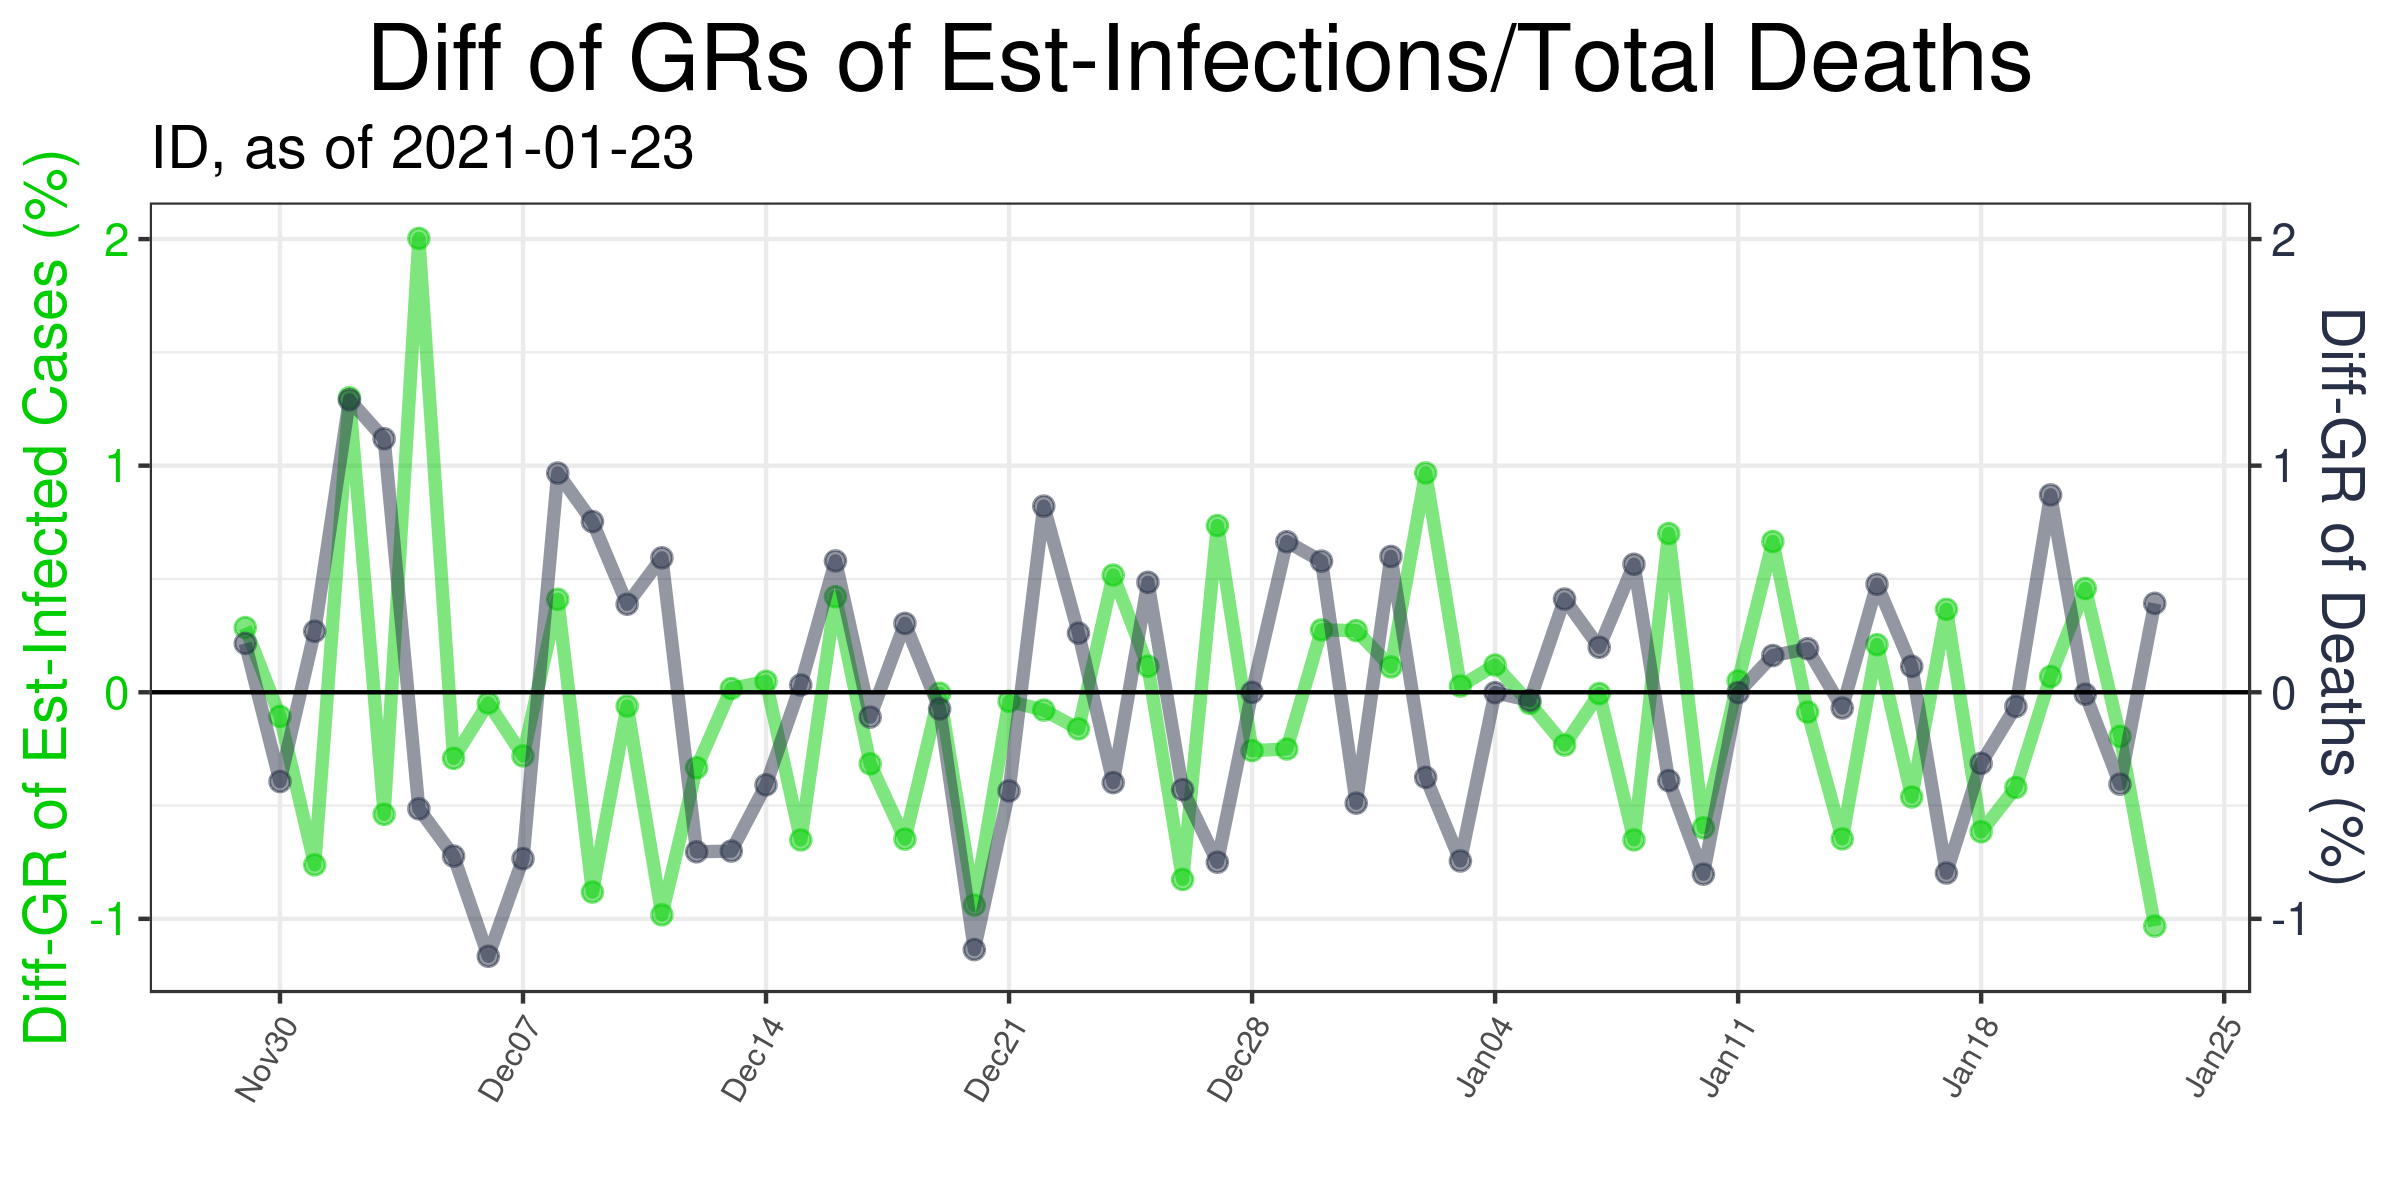 Diff of GRs of Est-Infections/Total Deaths
ID, as of 2021-01-23
Diff-GR of Est-Infected Cases (%)
2
1
0
-1
2
1
0
-1
Diff-GR of Deaths (%)
Nov30
Dec07
Dec14
Dec21
Dec28
Jan04
Jan11
Jan18
Jan25